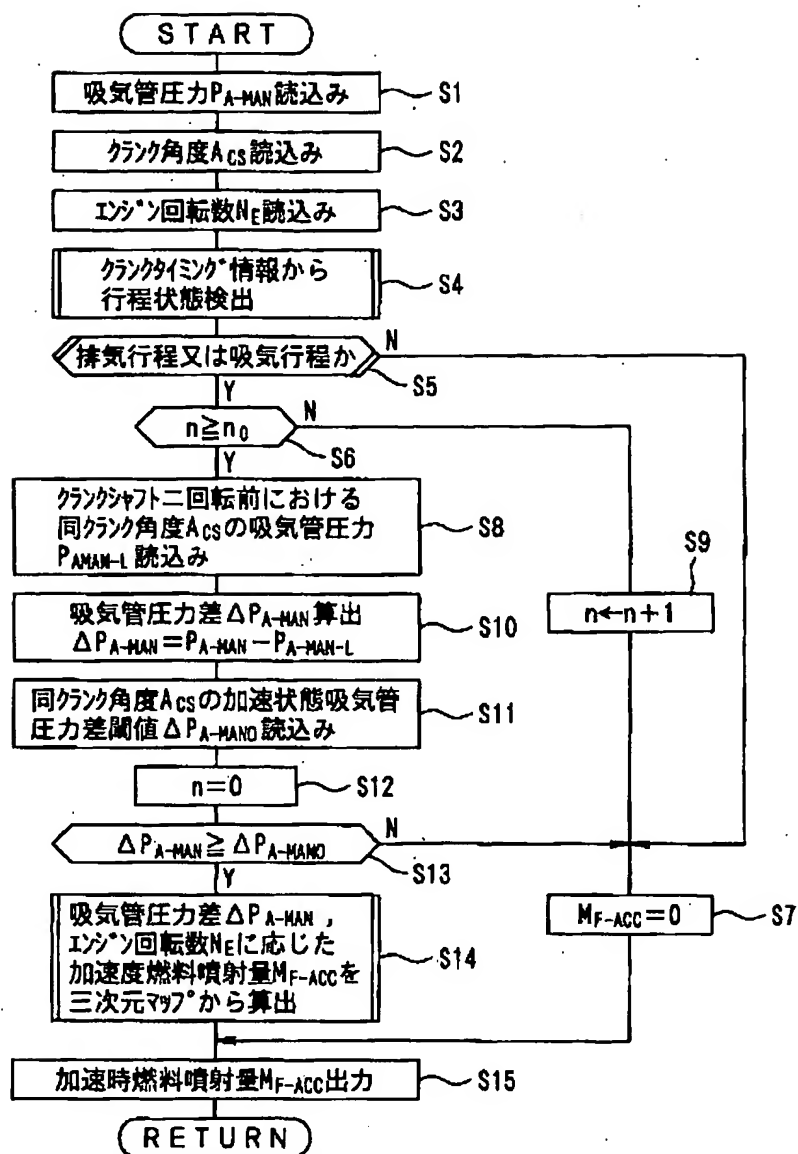 START
吸気管圧力PA-MAN読込み
S1
クランク角度ACS読込み
S2
エンジン回転数NE読込み
S3
クランクタイミング情報から
行程状態検出
S4
排気行程又は吸気行程か
N
S5
Y
n≧n0
N
S6
Y
クランクシャフト二回転前における
同クランク角度ACSの吸気管圧力
PAMAN-L読込み
S8
S9
n←n+1
吸気管圧力差ΔPA-MAN算出
ΔPA-MAN=PA-MAN-PA-MAN-L
S10
同クランク角度ACSの加速状態吸気管
圧力差閾値ΔPA-MAN0読込み
S11
n=0
S12
ΔPA-MAN≧ΔPA-MAN0
N
S13
Y
MF-ACC=0
S7
吸気管圧力差ΔPA-MAN,
エンジン回転数NEに応じた
加速度燃料噴射量MF-ACCを
三次元マップから算出
S14
加速時燃料噴射量MF-ACC出力
S15
RETURN